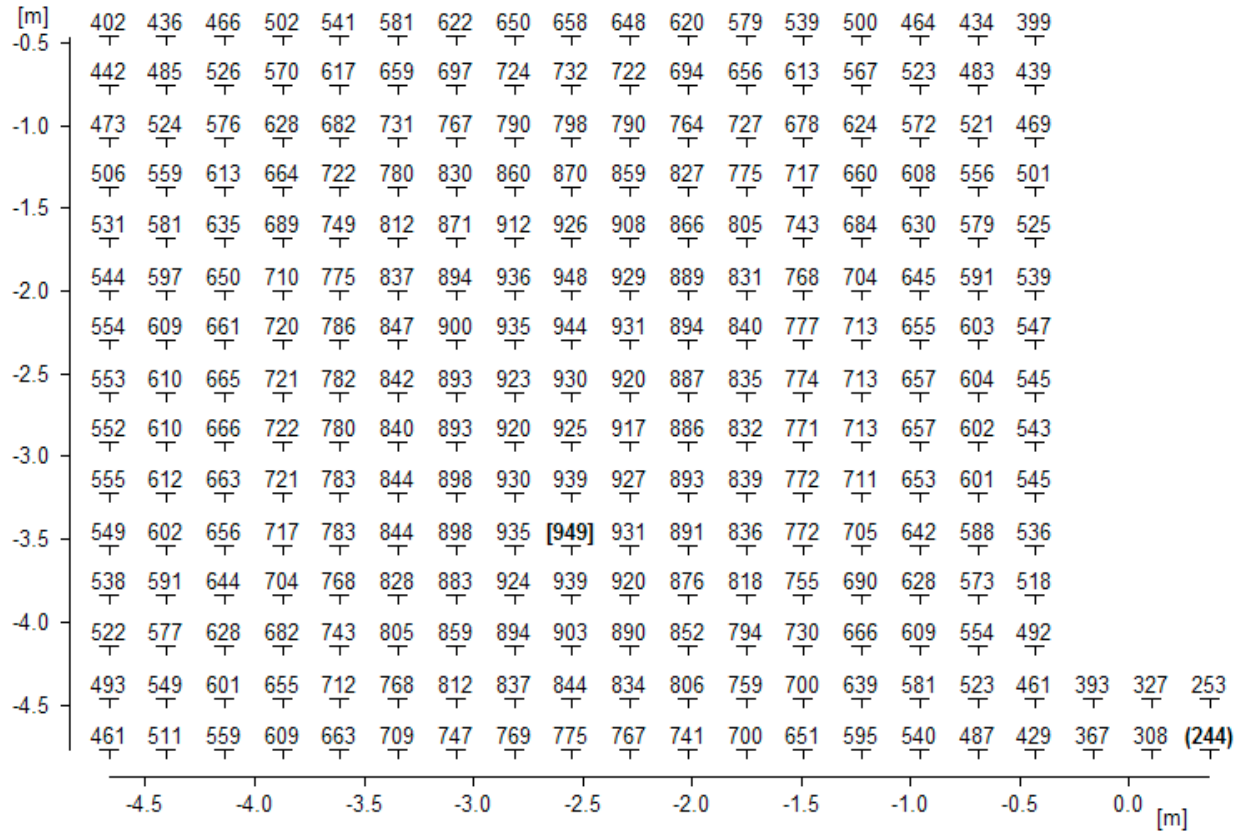 [m]
402 436 466 502 541 581 622 650 658 648 620 579 539 500 464 434 399
-0.5
442 485 526 570 617 659 697 724 732 722 694 656 613 567 523 483 439
-1.0 473 524 576 628 682 731 767 790 798 790 764 727 678 624 572 521 469
506 559 613 664 722 780 830 860 870 859 827 775 717 660 608 556 501
-1.5
531 581 635 689 749 812 871 912 926 908 866 805 743 684 630 579 525
-2.0 544 597 650 710 775 837 894 936 948 929 889 831 768 704 645 591 539
554 609 661 720 786 847 900 935 944 931 894 840 777 713 655 603 547
-2.5 553 610 665 721 782 842 893 923 930 920 887 835 774 713 657 604 545
552 610 666 722 780 840 893 920 925 917 886 832 771 713 657 602 543
-3.0
555 612 663 721 783 844 898 930 939 927 893 839 772 711 653 601 545
-3.5 549 602 656 717 783 844 898 935 [949] 931 891 836 772 705 642 588 536
538 591 644 704 768 828 883 924 939 920 876 818 755 690 628 573 518
-4.0 522 577 628 682 743 805 859 894 903 890 852 794 730 666 609 554 492
493 549 601 655 712 768 812 837 844 834 806 759 700 639 581 523 461 393 327 253
-4.5
461 511 559 609 663 709 747 769 775 767 741 700 651 595 540 487 429 367 308 (244)
-4.5 -4.0 -3.5 -3.0 -2.5 -2.0 -1.5 -1.0 -0.5 0.0 [m]